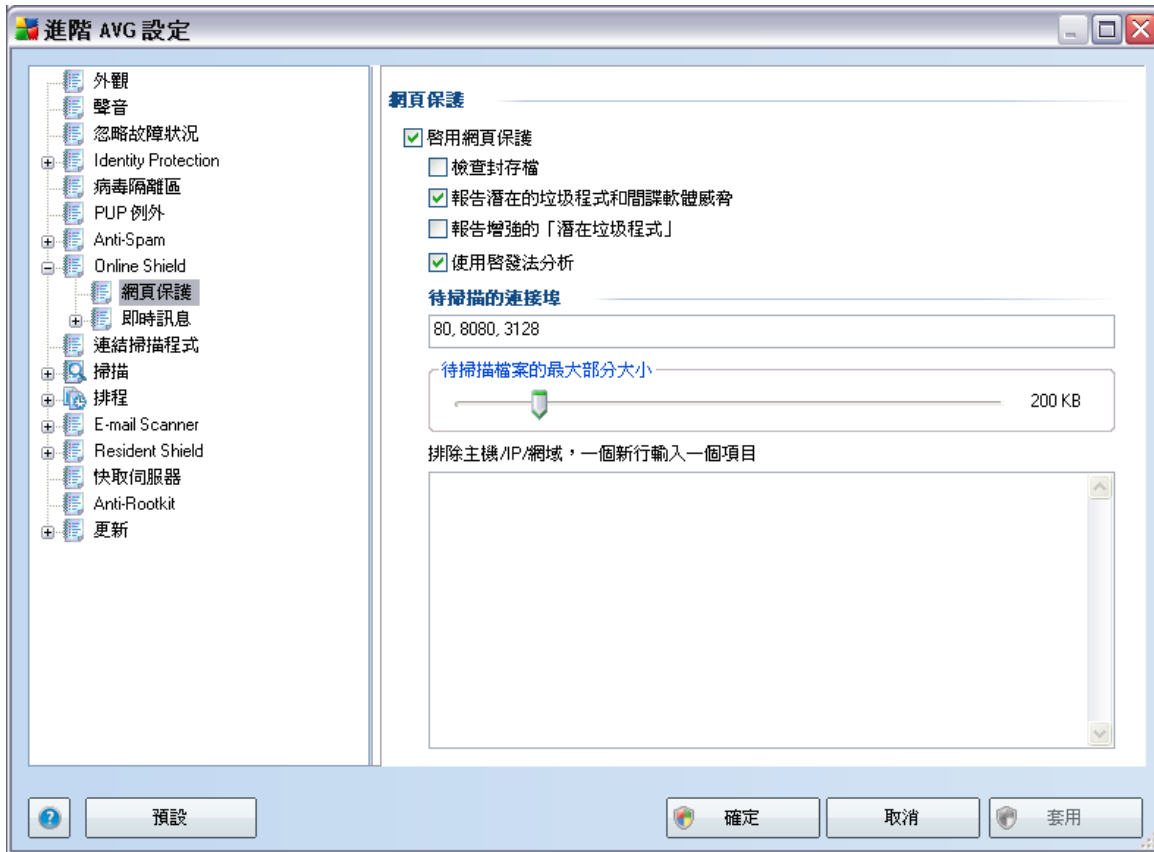 進階 AVG 設定
外觀
聲音
忽略故障狀況
Identity Protection
病毒隔離區
PUP 例外
Anti-Spam
Online Shield
網頁保護
即時訊息
連結掃描程式
掃描
排程
E-mail Scanner
Resident Shield
快取伺服器
Anti-Rootkit
更新
網頁保護
啓用網頁保護
檢查封存檔
報告潛在的垃圾程式和間諜軟體威脅
報告增強的「潛在垃圾程式」
使用啓發法分析
待掃描的連接埠
80, 8080, 3128
待掃描檔案的最大部分大小
200 KB
排除主機/IP/網域，一個新行輸入一個項目
預設
確定
取消
套用